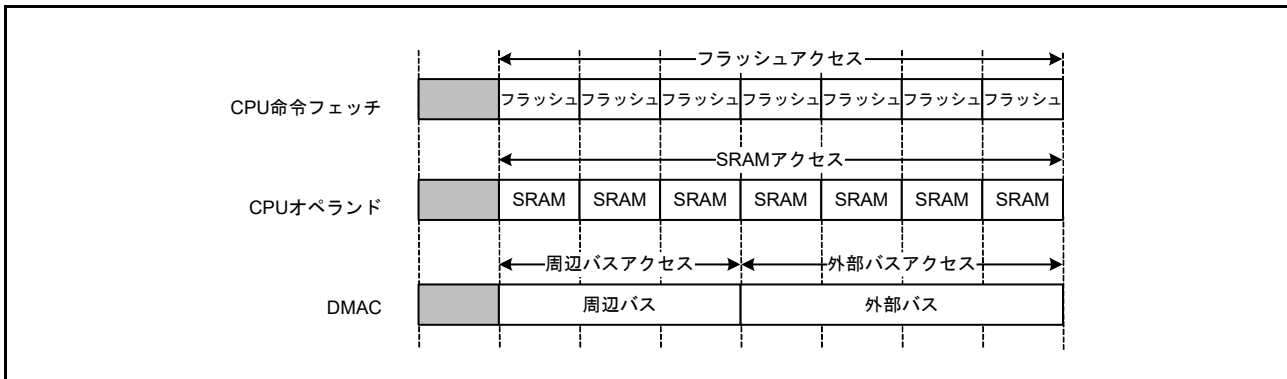 フラッシュアクセス
CPU命令フェッチ フラッシュ フラッシュ フラッシュ フラッシュ フラッシュ フラッシュ フラッシュ
SRAMアクセス
CPUオペランド SRAM SRAM SRAM SRAM SRAM SRAM SRAM
周辺バスアクセス 外部バスアクセス
DMAC 周辺バス 外部バス